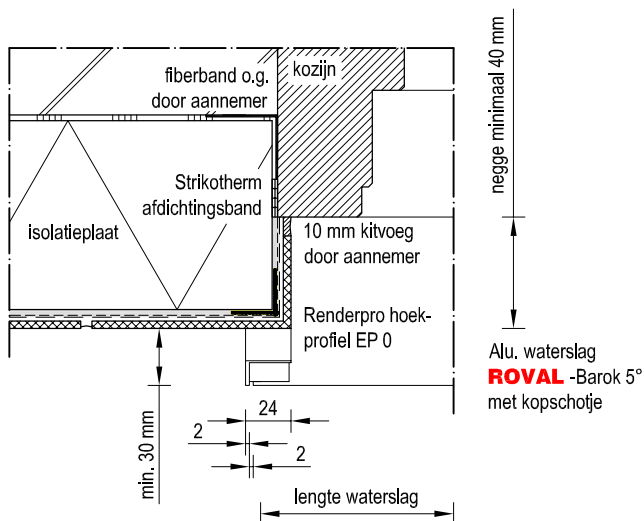 fiberband o.g.
door aannemer
kozijn
negge minimaal 40 mm
Strikotherm
afdichtingsband
isolatieplaat
10 mm kitvoeg
door aannemer
Renderpro hoek-
profiel EP 0
Alu. waterslag
ROVAL -Barok 5°
met kopschotje
min. 30 mm
24
2
2
lengte waterslag